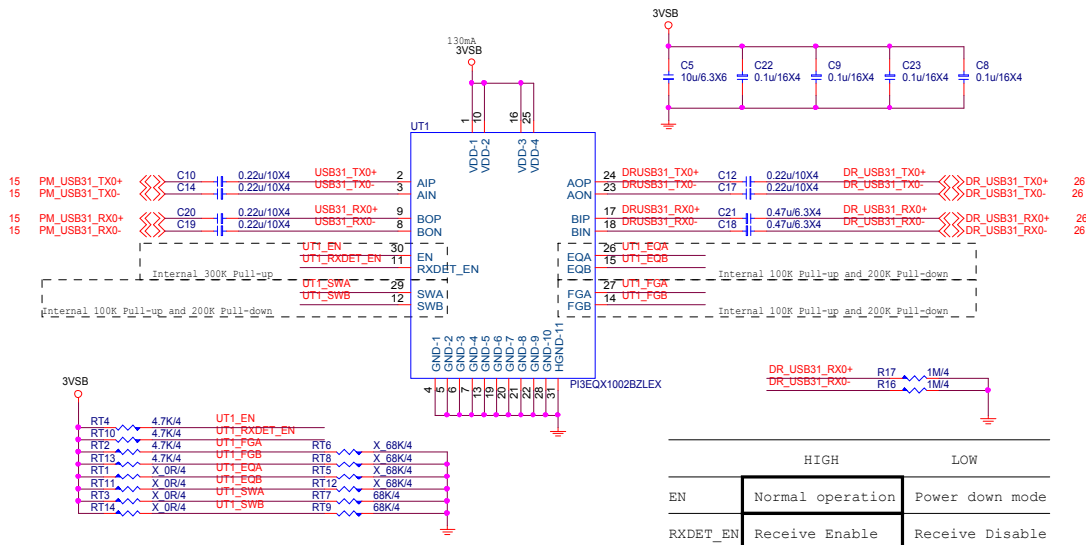 3VSB
130mA
3VSB
C5
10u/6.3X6
C22
0.1u/16X4
C9
0.1u/16X4
C23
0.1u/16X4
C8
0.1u/16X4
UT1
1
10
16
25
VDD-1
VDD-2
VDD-3
VDD-4
15 PM_USB31_TX0+ C10 0.22u/10X4 USB31_TX0+ 2 AIP
15 PM_USB31_TX0- C14 0.22u/10X4 USB31_TX0- 3 AIN
15 PM_USB31_RX0+ C20 0.22u/10X4 USB31_RX0+ 9 BOP
15 PM_USB31_RX0- C19 0.22u/10X4 USB31_RX0- 8 BON
AOP 24 DRUSB31_TX0+ C12 0.22u/10X4 DR_USB31_TX0+ DR_USB31_TX0+ 26
AON 23 DRUSB31_TX0- C17 0.22u/10X4 DR_USB31_TX0- DR_USB31_TX0- 26
BIP 17 DRUSB31_RX0+ C21 0.47u/6.3X4 DR_USB31_RX0+ DR_USB31_RX0+ 26
BIN 18 DRUSB31_RX0- C18 0.47u/6.3X4 DR_USB31_RX0- DR_USB31_RX0- 26
UT1_EN 30 EN
UT1_RXDET_EN 11 RXDET_EN
Internal 300K Pull-up
EQA 26 UT1_EQA
EQB 15 UT1_EQB
Internal 100K Pull-up and 200K Pull-down
UT1_SWA 29 SWA
UT1_SWB 12 SWB
Internal 100K Pull-up and 200K Pull-down
FGA 27 UT1_FGA
FGB 14 UT1_FGB
Internal 100K Pull-up and 200K Pull-down
GND-1
GND-2
GND-3
GND-4
GND-5
GND-6
GND-7
GND-8
GND-9
GND-10
HGND-11
4
5
6
7
13
19
20
21
22
28
31
PI3EQX1002BZLEX
DR_USB31_RX0+ R17 1M/4
DR_USB31_RX0- R16 1M/4
3VSB
RT4 4.7K/4 UT1_EN
RT10 4.7K/4 UT1_RXDET_EN
RT2 4.7K/4 UT1_FGA RT6 X_68K/4
RT13 4.7K/4 UT1_FGB RT8 X_68K/4
RT1 X_0R/4 UT1_EQA RT5 X_68K/4
RT11 X_0R/4 UT1_EQB RT12 X_68K/4
RT3 X_0R/4 UT1_SWA RT7 68K/4
RT14 X_0R/4 UT1_SWB RT9 68K/4
HIGH LOW
EN Normal operation Power down mode
RXDET_EN Receive Enable Receive Disable